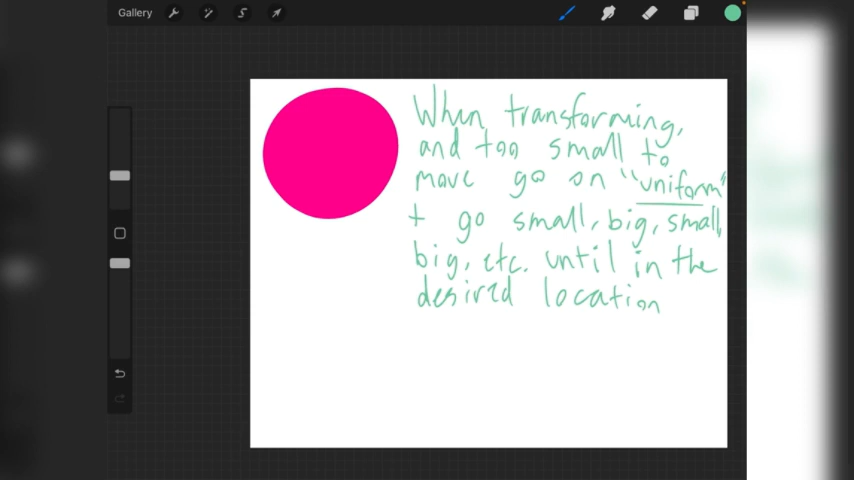 Gallery
When transforming,
and too small to
move go on "uniform"
+ go small, big, small,
big, etc. until in the
desired location